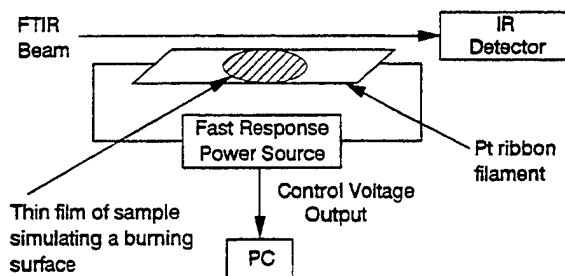 FTIR
Beam
IR
Detector
Fast Response
Power Source
Pt ribbon
filament
Control Voltage
Output
Thin film of sample
simulating a burning
surface
PC